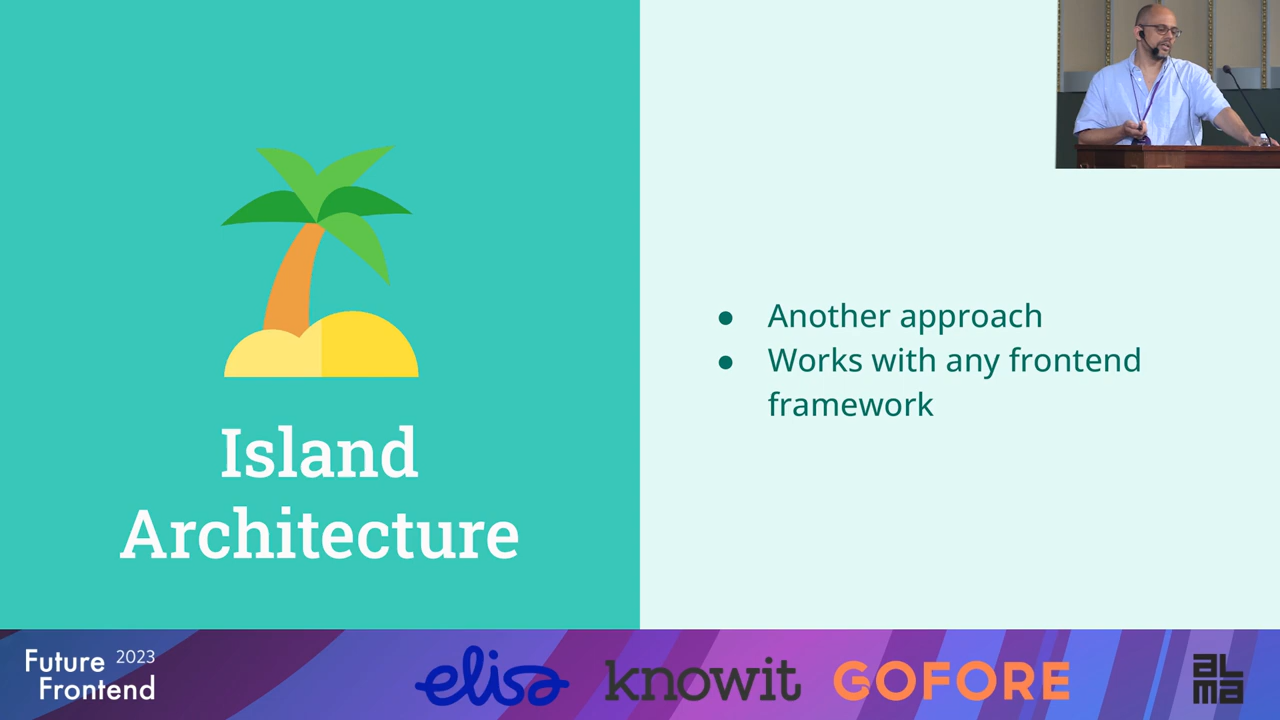 Island
Architecture
● Another approach
● Works with any frontend
framework
Future 2023
Frontend
elisa
knowit
GOFORE
ALMA